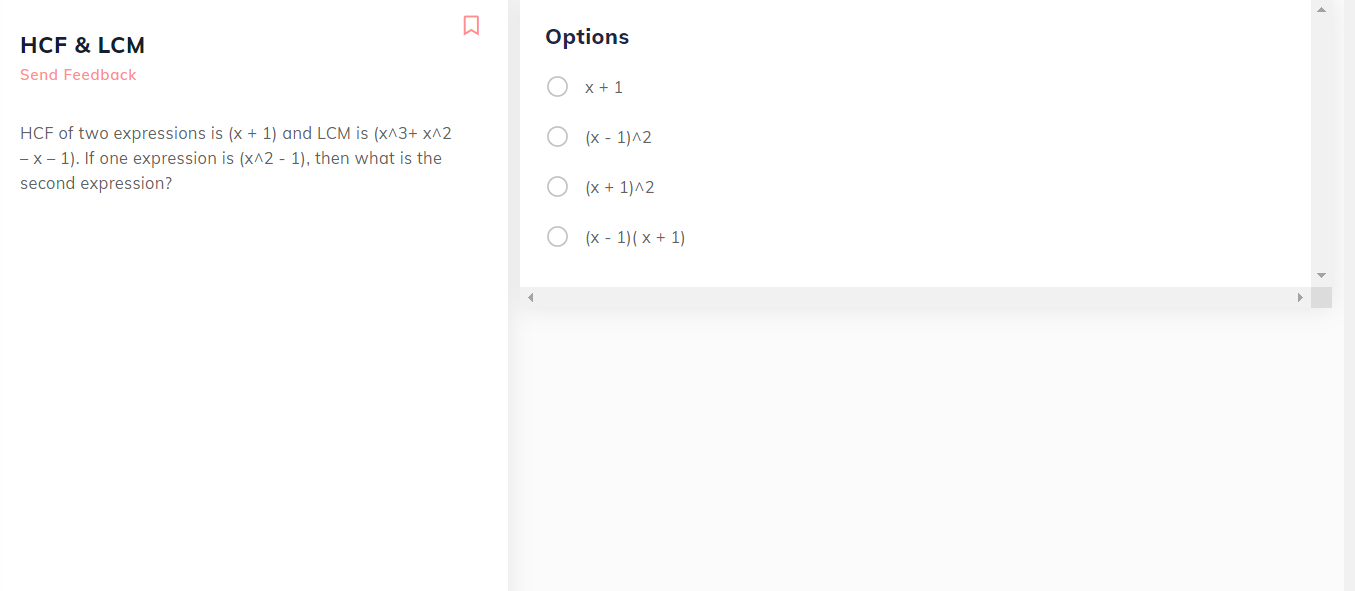 HCF & LCM
Send Feedback
HCF of two expressions is (x + 1) and LCM is (x^3+ x^2
– x – 1). If one expression is (x^2 - 1), then what is the
second expression?
Options
x + 1
(x - 1)^2
(x + 1)^2
(x - 1)( x + 1)